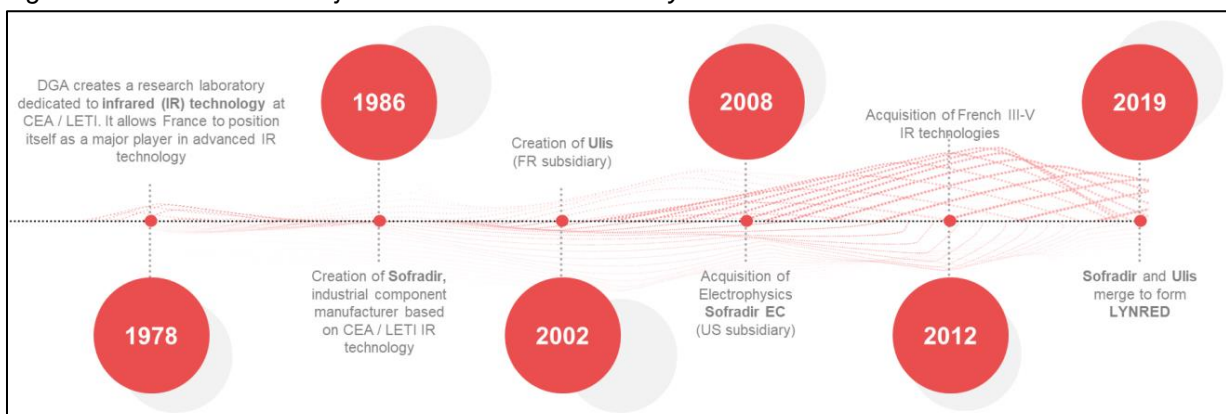 DGA creates a research laboratory
dedicated to infrared (IR) technology at
CEA / LETI. It allows France to position
itself as a major player in advanced IR
technology
1978
1986
Creation of Sofradir,
industrial component
manufacturer based
on CEA / LETI IR
technology
Creation of Ulis
(FR subsidiary)
2002
2008
Acquisition of
Electrophysics
Sofradir EC
(US subsidiary)
Acquisition of French III-V
IR technologies
2012
2019
Sofradir and Ulis
merge to form
LYNRED